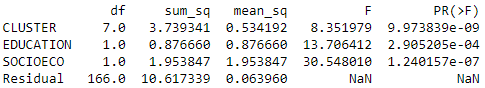 df sum_sq mean_sq F PR(>F)
CLUSTER 7.0 3.739341 0.534192 8.351979 9.973839e-09
EDUCATION 1.0 0.876660 0.876660 13.706412 2.905205e-04
SOCIOECO 1.0 1.953847 1.953847 30.548010 1.240157e-07
Residual 166.0 10.617339 0.063960 NaN NaN